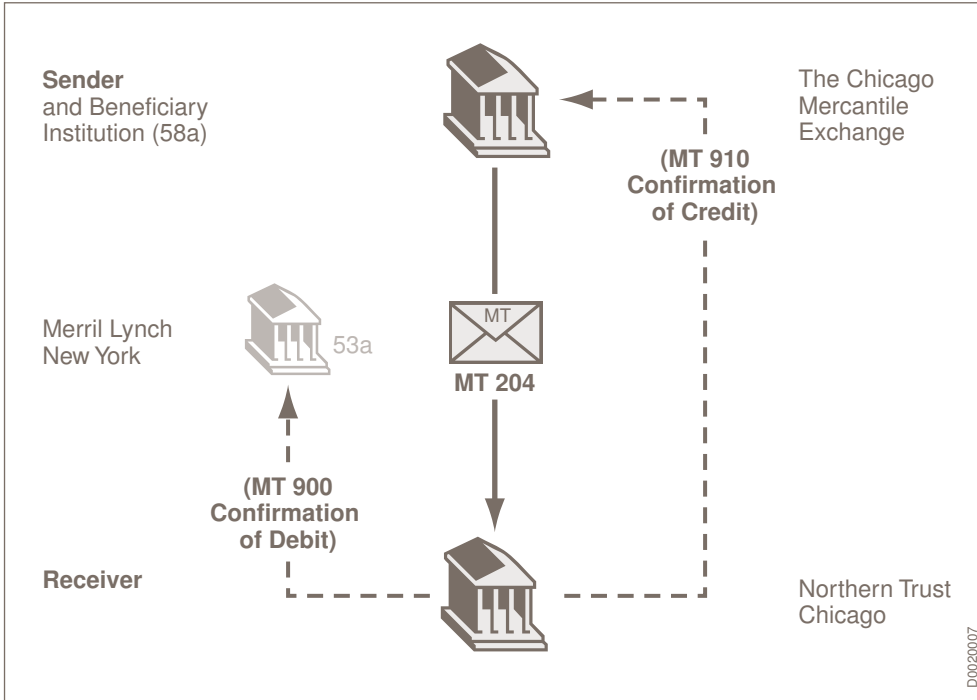 Sender
and Beneficiary
Institution (58a)
The Chicago
Mercantile
Exchange
(MT 910
Confirmation
of Credit)
Merril Lynch
New York
53a
MT
MT 204
(MT 900
Confirmation
of Debit)
Receiver
Northern Trust
Chicago
D0020007